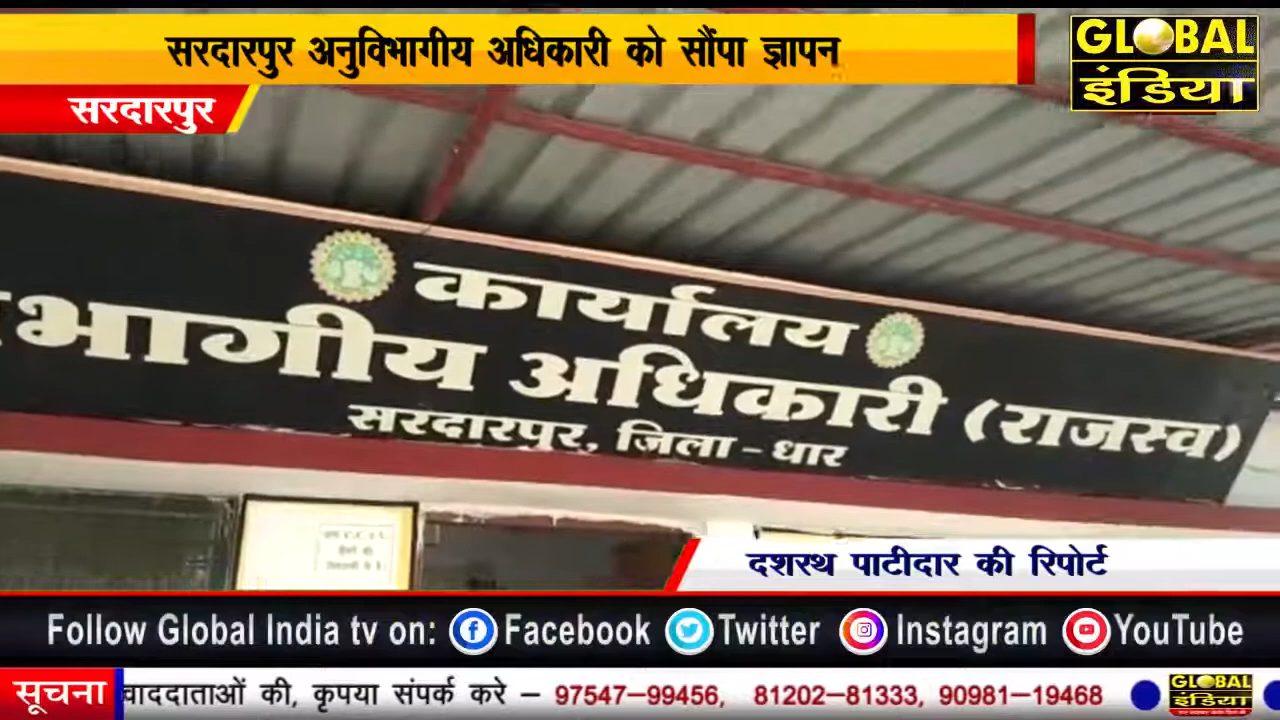 सरदारपुर अनुविभागीय अधिकारी को सौंपा ज्ञापन
GLOBAL
इंडिया
सरदारपुर
कार्यालय
भागीय अधिकारी (राजस्व)
सरदारपुर, जिला - धार
दशरथ पाटीदार की रिपोर्ट
Follow Global India tv on: Facebook Twitter Instagram YouTube
सूचना वाददाताओं की, कृपया संपर्क करे – 97547–99456, 81202–81333, 90981–19468
GLOBAL
इंडिया